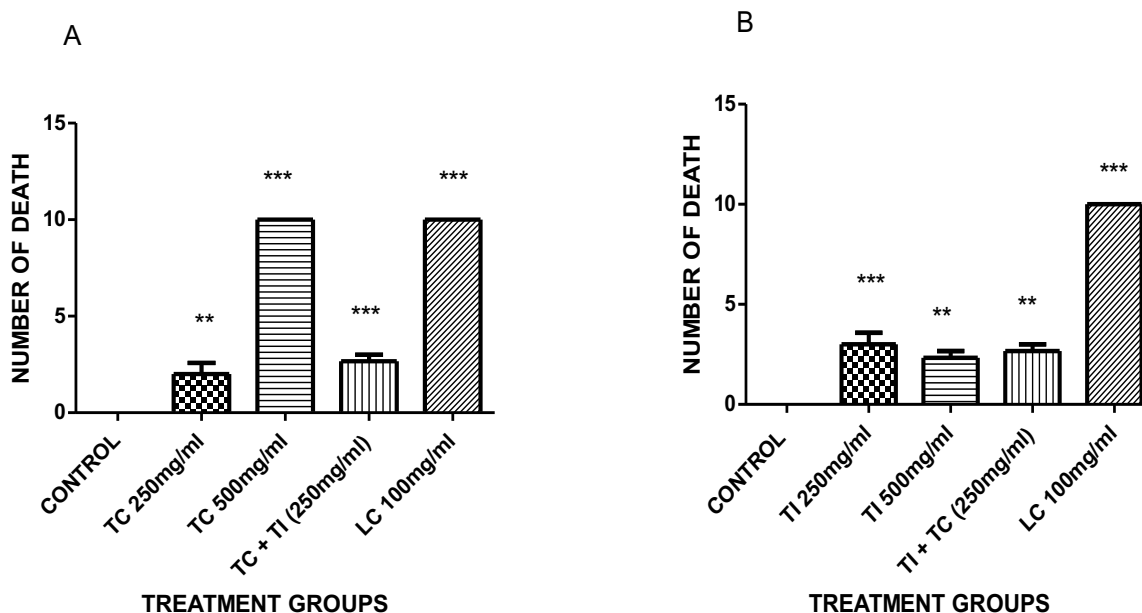 A
NUMBER OF DEATH
15
10
5
0
***
***
**
***
CONTROL
TC 250mg/ml
TC 500mg/ml
TC + TI (250mg/ml)
LC 100mg/ml
TREATMENT GROUPS
B
NUMBER OF DEATH
15
10
5
0
***
***
**
**
CONTROL
TI 250mg/ml
TI 500mg/ml
TI + TC (250mg/ml)
LC 100mg/ml
TREATMENT GROUPS